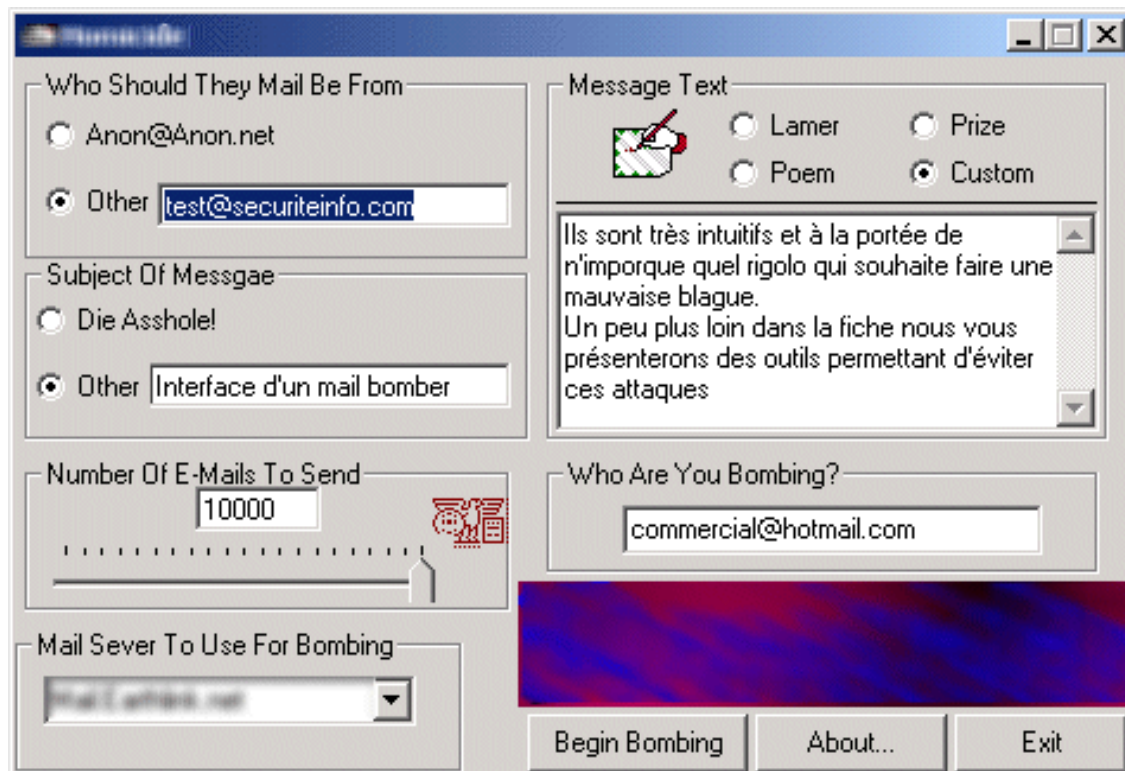 Who Should They Mail Be From
Anon@Anon.net
Other test@securiteinfo.com
Subject Of Messgae
Die Asshole!
Other Interface d'un mail bomber
Number Of E-Mails To Send
10000
Mail Sever To Use For Bombing
Message Text
Lamer Prize
Poem Custom
Ils sont très intuitifs et à la portée de
n'imporque quel rigolo qui souhaite faire une
mauvaise blague.
Un peu plus loin dans la fiche nous vous
présenterons des outils permettant d'éviter
ces attaques
Who Are You Bombing?
commercial@hotmail.com
Begin Bombing About... Exit